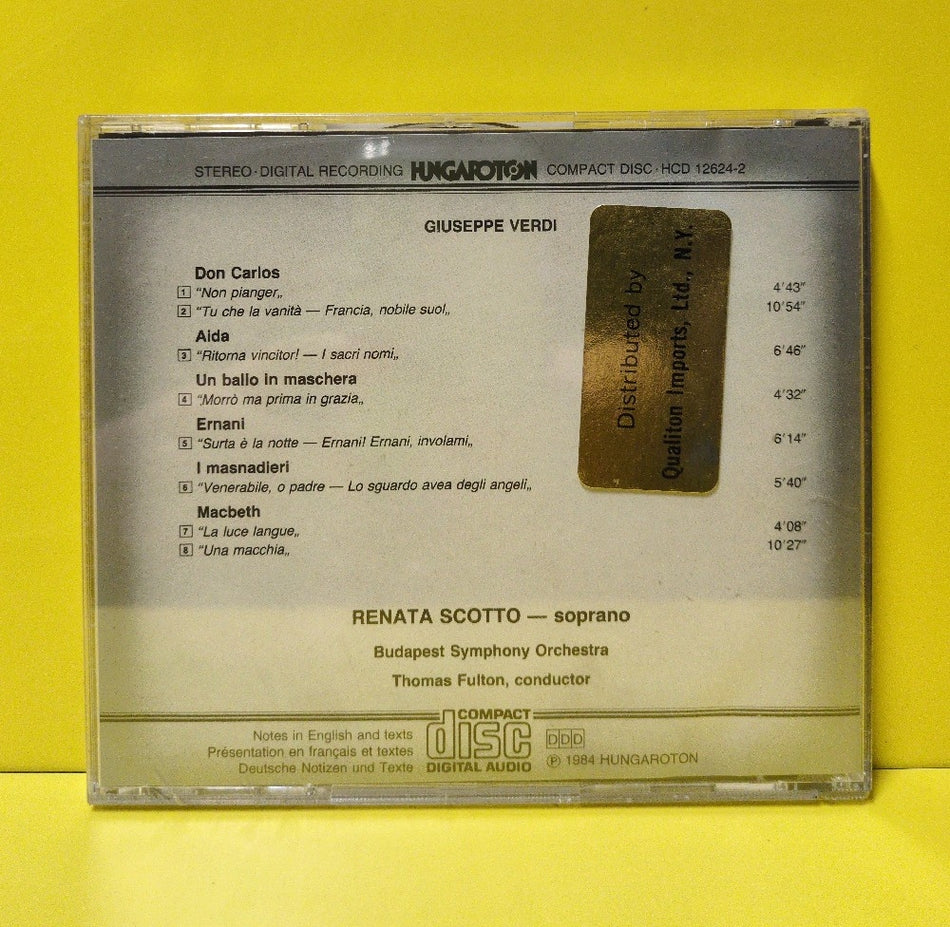 STEREO·DIGITAL RECORDING HUNGAROTON COMPACT DISC·HCD 12624-2
GIUSEPPE VERDI
Don Carlos
1 “Non pianger„ 4′43″
2 “Tu che la vanità — Francia, nobile suol„ 10′54″
Aida
3 “Ritorna vincitor! — I sacri nomi„ 6′46″
Un ballo in maschera
4 “Morrò ma prima in grazia„ 4′32″
Ernani
5 “Surta è la notte — Ernani! Ernani, involami„ 6′14″
I masnadieri
6 “Venerabile, o padre — Lo sguardo avea degli angeli„ 5′40″
Macbeth
7 “La luce langue„ 4′08″
8 “Una macchia„ 10′27″
Distributed by
Qualiton Imports, Ltd., N.Y.
RENATA SCOTTO — soprano
Budapest Symphony Orchestra
Thomas Fulton, conductor
Notes in English and texts
Présentation en français et textes
Deutsche Notizen und Texte
COMPACT
disc
DIGITAL AUDIO
DDD
℗ 1984 HUNGAROTON